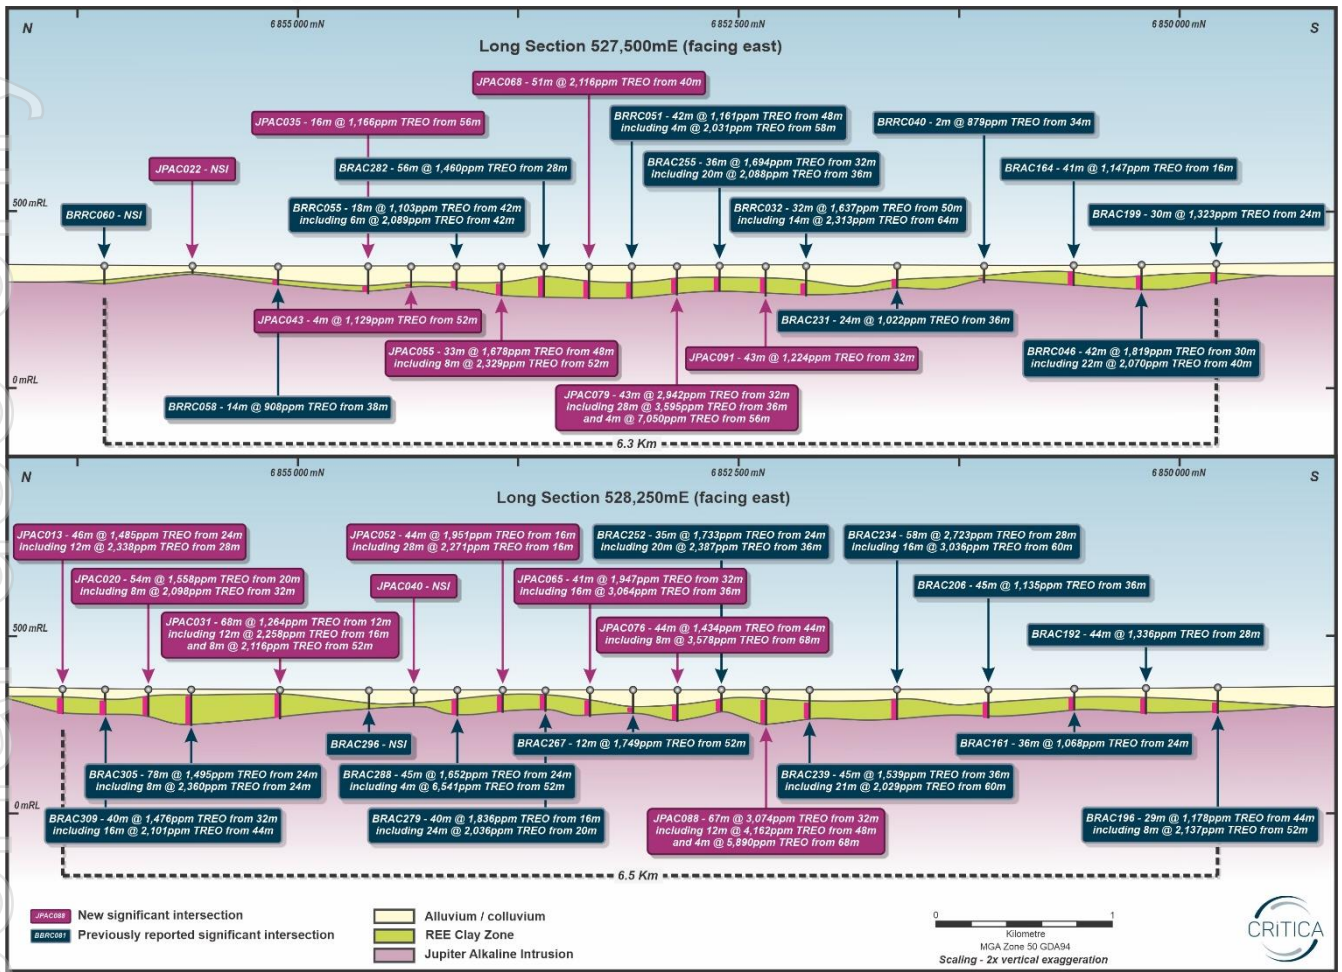 N
6 855 000 mN
6 852 500 mN
6 850 000 mN
S
Long Section 527,500mE (facing east)
JPAC068 - 51m @ 2,116ppm TREO from 40m
JPAC035 - 16m @ 1,166ppm TREO from 56m
BRRC051 - 42m @ 1,161ppm TREO from 48m
including 4m @ 2,031ppm TREO from 58m
BRRC040 - 2m @ 879ppm TREO from 34m
JPAC022 - NSI
BRAC282 - 56m @ 1,460ppm TREO from 28m
BRAC255 - 36m @ 1,694ppm TREO from 32m
including 20m @ 2,088ppm TREO from 36m
BRAC164 - 41m @ 1,147ppm TREO from 16m
500 mRL
BRRC060 - NSI
BRRC055 - 18m @ 1,103ppm TREO from 42m
including 6m @ 2,089ppm TREO from 42m
BRRC032 - 32m @ 1,637ppm TREO from 50m
including 14m @ 2,313ppm TREO from 64m
BRAC199 - 30m @ 1,323ppm TREO from 24m
JPAC043 - 4m @ 1,129ppm TREO from 52m
BRAC231 - 24m @ 1,022ppm TREO from 36m
JPAC055 - 33m @ 1,678ppm TREO from 48m
including 8m @ 2,329ppm TREO from 52m
JPAC091 - 43m @ 1,224ppm TREO from 32m
BRRC046 - 42m @ 1,819ppm TREO from 30m
including 22m @ 2,070ppm TREO from 40m
0 mRL
BRRC058 - 14m @ 908ppm TREO from 38m
JPAC079 - 43m @ 2,942ppm TREO from 32m
including 28m @ 3,595ppm TREO from 36m
and 4m @ 7,050ppm TREO from 56m
6.3 Km
N
6 855 000 mN
6 852 500 mN
6 850 000 mN
S
Long Section 528,250mE (facing east)
JPAC013 - 46m @ 1,485ppm TREO from 24m
including 12m @ 2,338ppm TREO from 28m
JPAC052 - 44m @ 1,951ppm TREO from 16m
including 28m @ 2,271ppm TREO from 16m
BRAC252 - 35m @ 1,733ppm TREO from 24m
including 20m @ 2,387ppm TREO from 36m
BRAC234 - 58m @ 2,723ppm TREO from 28m
including 16m @ 3,036ppm TREO from 60m
JPAC020 - 54m @ 1,558ppm TREO from 20m
including 8m @ 2,098ppm TREO from 32m
JPAC040 - NSI
JPAC065 - 41m @ 1,947ppm TREO from 32m
including 16m @ 3,064ppm TREO from 36m
BRAC206 - 45m @ 1,135ppm TREO from 36m
JPAC031 - 68m @ 1,264ppm TREO from 12m
including 12m @ 2,258ppm TREO from 16m
and 8m @ 2,116ppm TREO from 52m
JPAC076 - 44m @ 1,434ppm TREO from 44m
including 8m @ 3,578ppm TREO from 68m
BRAC192 - 44m @ 1,336ppm TREO from 28m
500 mRL
BRAC296 - NSI
BRAC267 - 12m @ 1,749ppm TREO from 52m
BRAC161 - 36m @ 1,068ppm TREO from 24m
BRAC305 - 78m @ 1,495ppm TREO from 24m
including 8m @ 2,360ppm TREO from 24m
BRAC288 - 45m @ 1,652ppm TREO from 24m
including 4m @ 6,541ppm TREO from 52m
BRAC239 - 45m @ 1,539ppm TREO from 36m
including 21m @ 2,029ppm TREO from 60m
0 mRL
BRAC309 - 40m @ 1,476ppm TREO from 32m
including 16m @ 2,101ppm TREO from 44m
BRAC279 - 40m @ 1,836ppm TREO from 16m
including 24m @ 2,036ppm TREO from 20m
JPAC088 - 67m @ 3,074ppm TREO from 32m
including 12m @ 4,162ppm TREO from 48m
and 4m @ 5,890ppm TREO from 68m
BRAC196 - 29m @ 1,178ppm TREO from 44m
including 8m @ 2,137ppm TREO from 52m
6.5 Km
JPAC088 New significant intersection
BBRC081 Previously reported significant intersection
Alluvium / colluvium
REE Clay Zone
Jupiter Alkaline Intrusion
0 1
Kilometre
MGA Zone 50 GDA94
Scaling - 2x vertical exaggeration
CRITICA